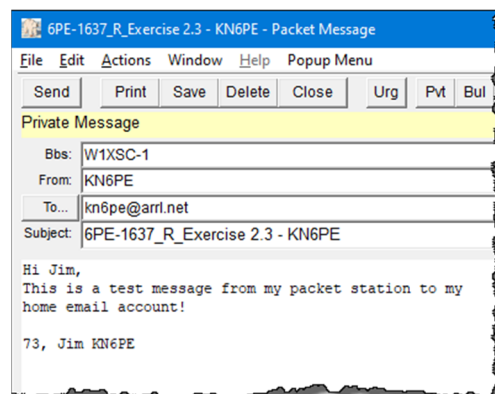 6PE-1637_R_Exercise 2.3 - KN6PE - Packet Message
File Edit Actions Window Help Popup Menu
Send Print Save Delete Close Urg Pvt Bul
Private Message
Bbs: W1XSC-1
From: KN6PE
To... kn6pe@arrl.net
Subject: 6PE-1637_R_Exercise 2.3 - KN6PE
Hi Jim,
This is a test message from my packet station to my
home email account!
73, Jim KN6PE